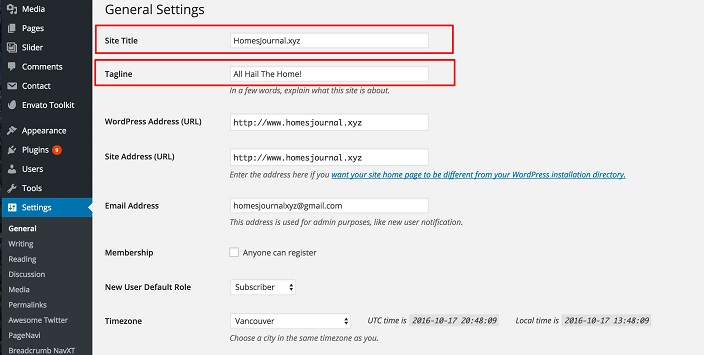 Media
Pages
Slider
Comments
Contact
Envato Toolkit
Appearance
Plugins 9
Users
Tools
Settings
General
Writing
Reading
Discussion
Media
Permalinks
Awesome Twitter
PageNavi
Breadcrumb NavXT
General Settings
Site Title HomesJournal.xyz
Tagline All Hail The Home!
In a few words, explain what this site is about.
WordPress Address (URL) http://www.homesjournal.xyz
Site Address (URL) http://www.homesjournal.xyz
Enter the address here if you want your site home page to be different from your WordPress installation directory.
Email Address homesjournalxyz@gmail.com
This address is used for admin purposes, like new user notification.
Membership Anyone can register
New User Default Role Subscriber
Timezone Vancouver UTC time is 2016-10-17 20:48:09 Local time is 2016-10-17 13:48:09
Choose a city in the same timezone as you.